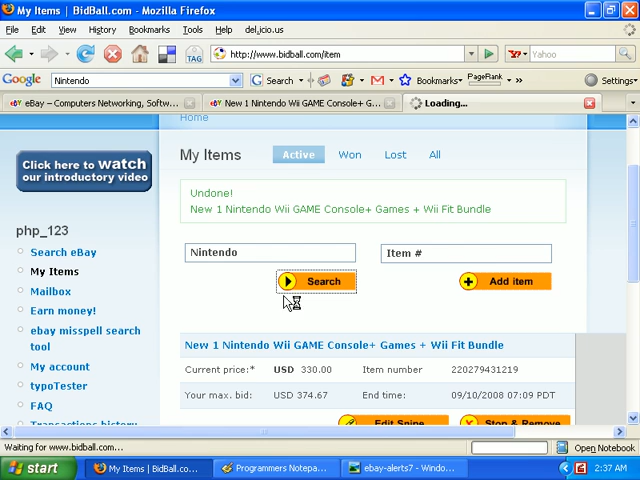 My Items | BidBall.com - Mozilla Firefox
File Edit View History Bookmarks Tools Help del.icio.us
TAG http://www.bidball.com/item Yahoo
Google Nintendo Search Bookmarks PageRank » Settings
eBay – Computers Networking, Softw... New 1 Nintendo Wii GAME Console+ G... Loading...
Home
Click here to watch
our introductory video
My Items Active Won Lost All
Undone!
New 1 Nintendo Wii GAME Console+ Games + Wii Fit Bundle
php_123
Search eBay
My Items
Mailbox
Earn money!
ebay misspell search
tool
My account
typoTester
FAQ
Transactions history
Nintendo Item #
Search Add item
New 1 Nintendo Wii GAME Console+ Games + Wii Fit Bundle
Current price:* USD 330.00 Item number 220279431219
Your max. bid: USD 374.67 End time: 09/10/2008 07:09 PDT
Edit Snipe Stop & Remove
Waiting for www.bidball.com... Open Notebook
start My Items | BidBall.co... Programmers Notepa... ebay-alerts7 - Windo... 2:37 AM